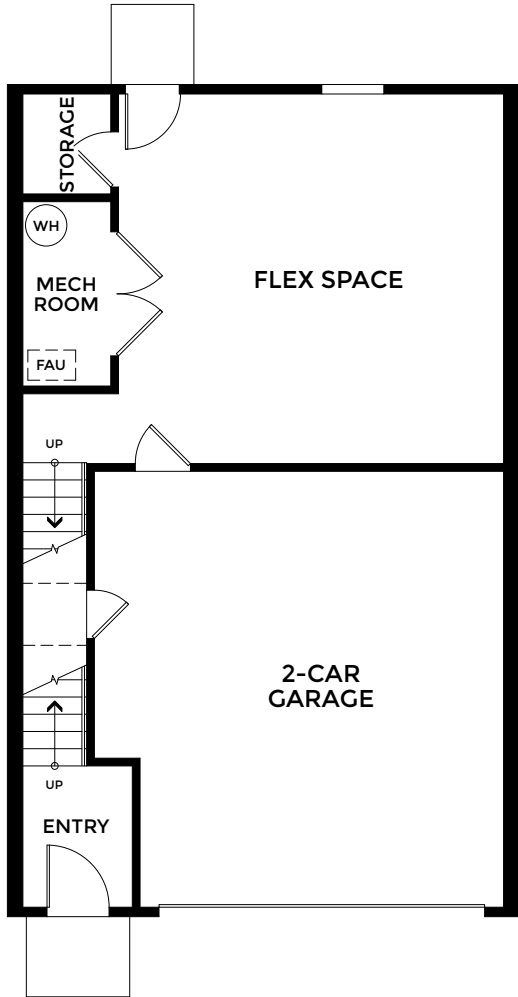 STORAGE
WH
MECH
ROOM
FAU
FLEX SPACE
UP
2-CAR
GARAGE
UP
ENTRY